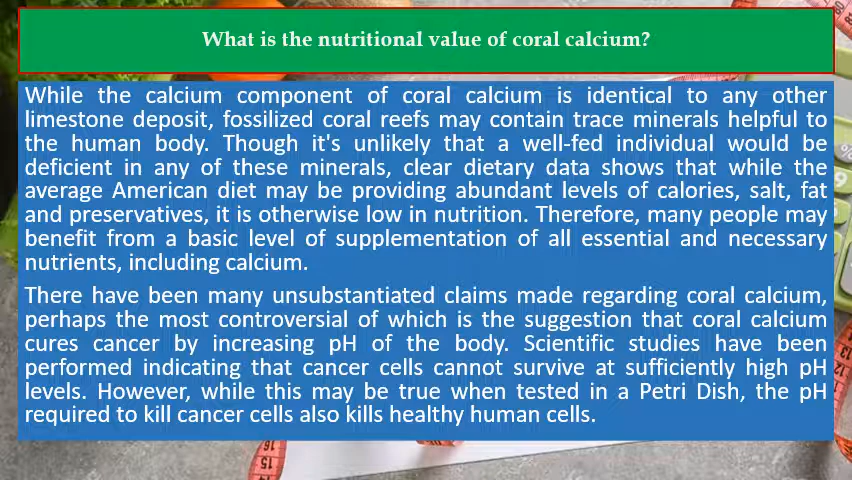 What is the nutritional value of coral calcium?
While the calcium component of coral calcium is identical to any other
limestone deposit, fossilized coral reefs may contain trace minerals helpful to
the human body. Though it's unlikely that a well-fed individual would be
deficient in any of these minerals, clear dietary data shows that while the
average American diet may be providing abundant levels of calories, salt, fat
and preservatives, it is otherwise low in nutrition. Therefore, many people may
benefit from a basic level of supplementation of all essential and necessary
nutrients, including calcium.
There have been many unsubstantiated claims made regarding coral calcium,
perhaps the most controversial of which is the suggestion that coral calcium
cures cancer by increasing pH of the body. Scientific studies have been
performed indicating that cancer cells cannot survive at sufficiently high pH
levels. However, while this may be true when tested in a Petri Dish, the pH
required to kill cancer cells also kills healthy human cells.
16
15